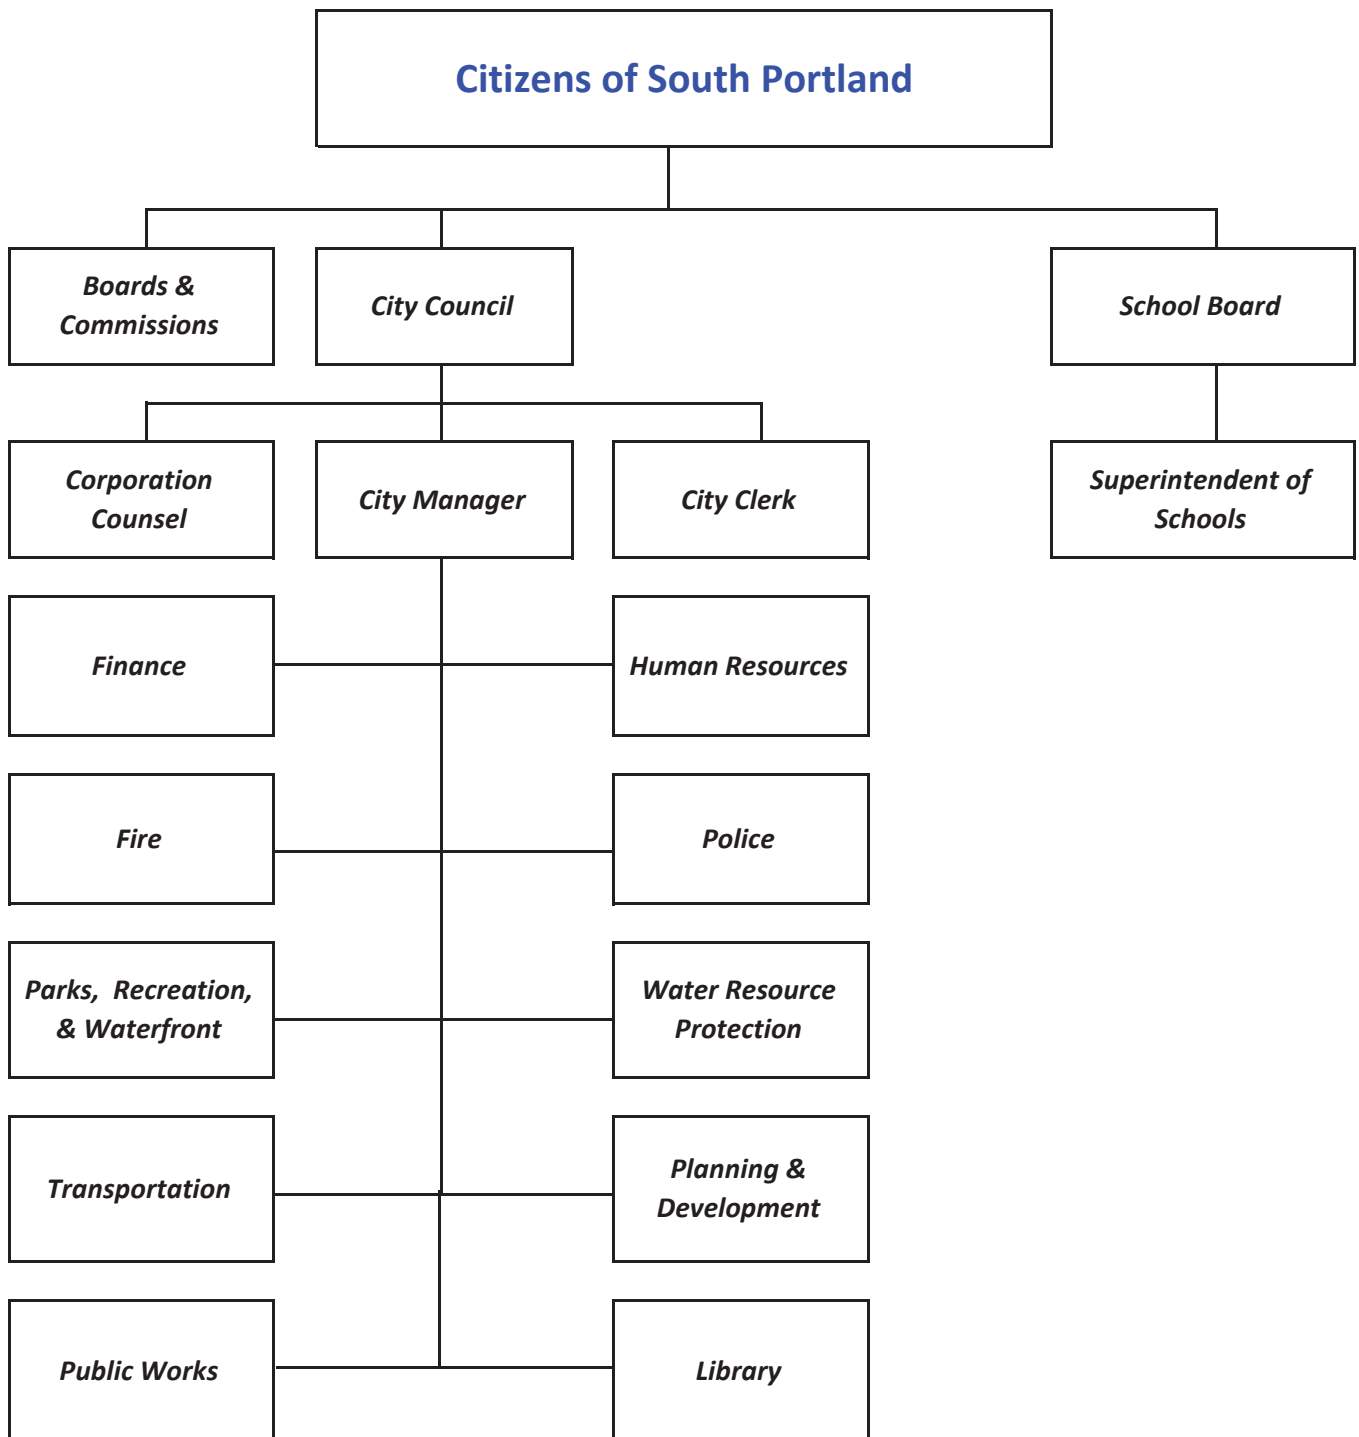 Citizens of South Portland
Boards &
Commissions
City Council
School Board
Corporation
Counsel
City Manager
City Clerk
Superintendent of
Schools
Finance
Human Resources
Fire
Police
Parks,  Recreation,
& Waterfront
Water Resource
Protection
Transportation
Planning &
Development
Public Works
Library